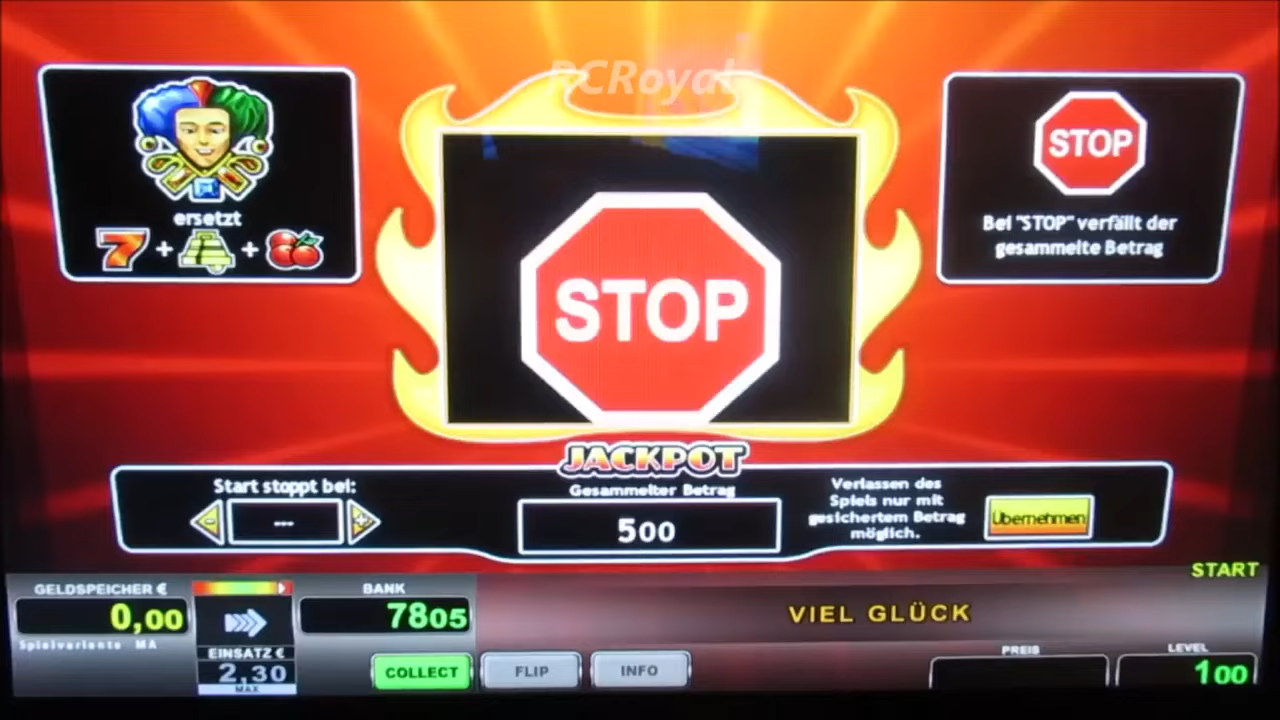 RCRoyal
ersetzt
7 + +
STOP
STOP
Bei "STOP" verfällt der
gesammelte Betrag
JACKPOT
Start stoppt bei:
- --- +
Gesammelter Betrag
500
Verlassen des
Spiels nur mit
gesichertem Betrag
möglich.
Übernehmen
START
GELDSPEICHER €
0,00
Spielvariante MA
EINSATZ €
2,30
MAX
BANK
7805
VIEL GLÜCK
COLLECT
FLIP
INFO
PREIS
LEVEL
100